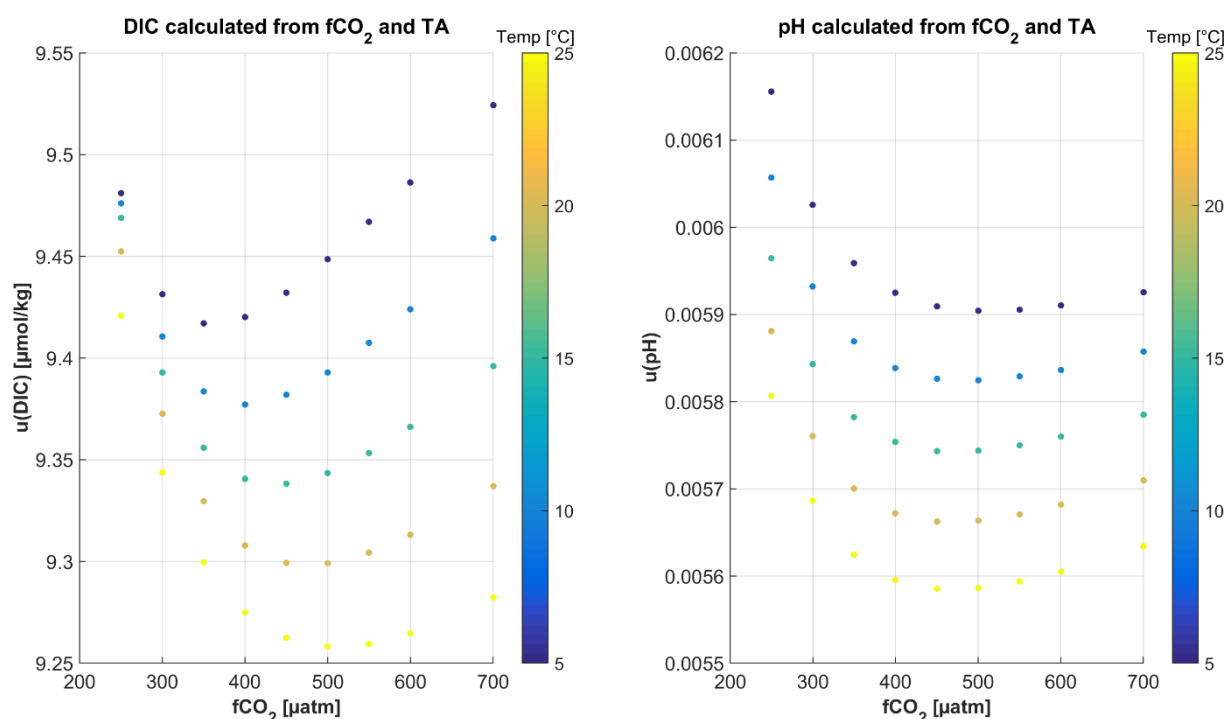 DIC calculated from fCO₂ and TA
Temp [°C]
9.55
9.5
9.45
9.4
9.35
9.3
9.25
u(DIC) [µmol/kg]
200 300 400 500 600 700
fCO₂ [µatm]
25
20
15
10
5
pH calculated from fCO₂ and TA
Temp [°C]
0.0062
0.0061
0.006
0.0059
0.0058
0.0057
0.0056
0.0055
u(pH)
200 300 400 500 600 700
fCO₂ [µatm]
25
20
15
10
5